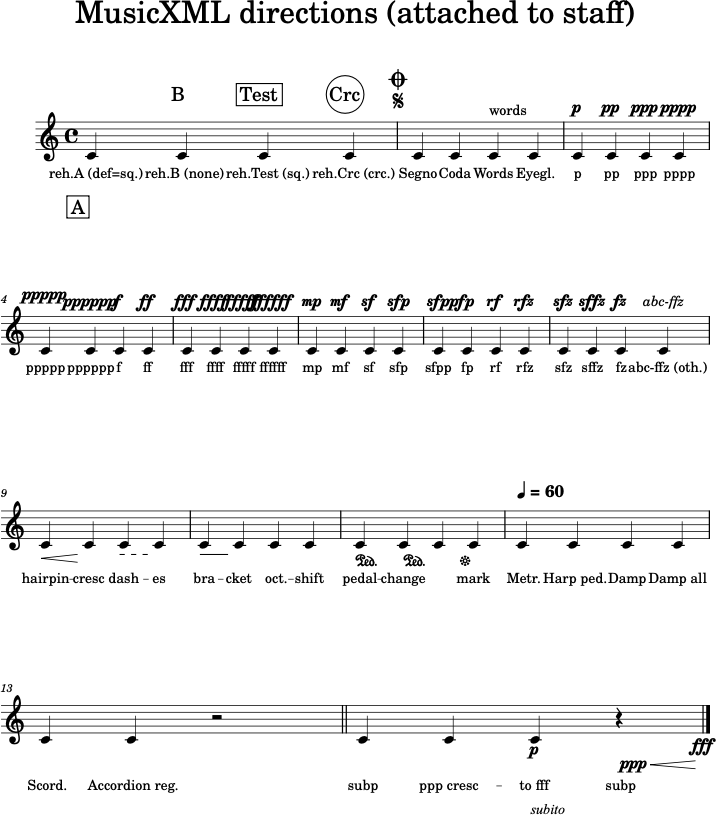 MusicXML directions (attached to staff)
B Test Crc
words p pp ppp pppp
reh.A (def=sq.) reh.B (none) reh.Test (sq.) reh.Crc (crc.) Segno Coda Words Eyegl. p pp ppp pppp
A
4 ppppp pppppp f ff fff ffff fffff ffffff mp mf sf sfp sfpp fp rf rfz sfz sffz fz abc-ffz
ppppp pppppp f ff fff ffff fffff ffffff mp mf sf sfp sfpp fp rf rfz sfz sffz fz abc-ffz (oth.)
9 = 60
Ped. Ped.
hairpin – cresc dash – es bra – cket oct. – shift pedal – change mark Metr. Harp ped. Damp Damp all
13
p fff
ppp
Scord. Accordion reg. subp ppp cresc – to fff subp
subito